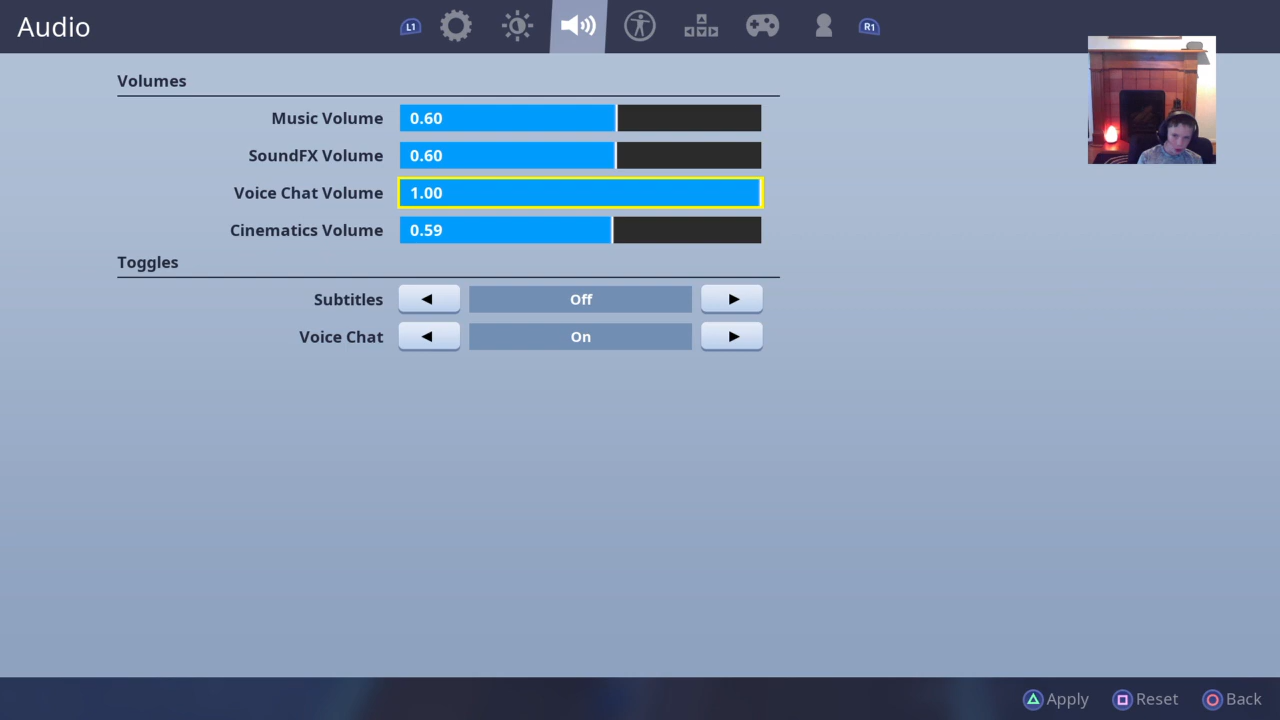 Audio
L1
R1
Volumes
Music Volume 0.60
SoundFX Volume 0.60
Voice Chat Volume 1.00
Cinematics Volume 0.59
Toggles
Subtitles Off
Voice Chat On
Apply Reset Back